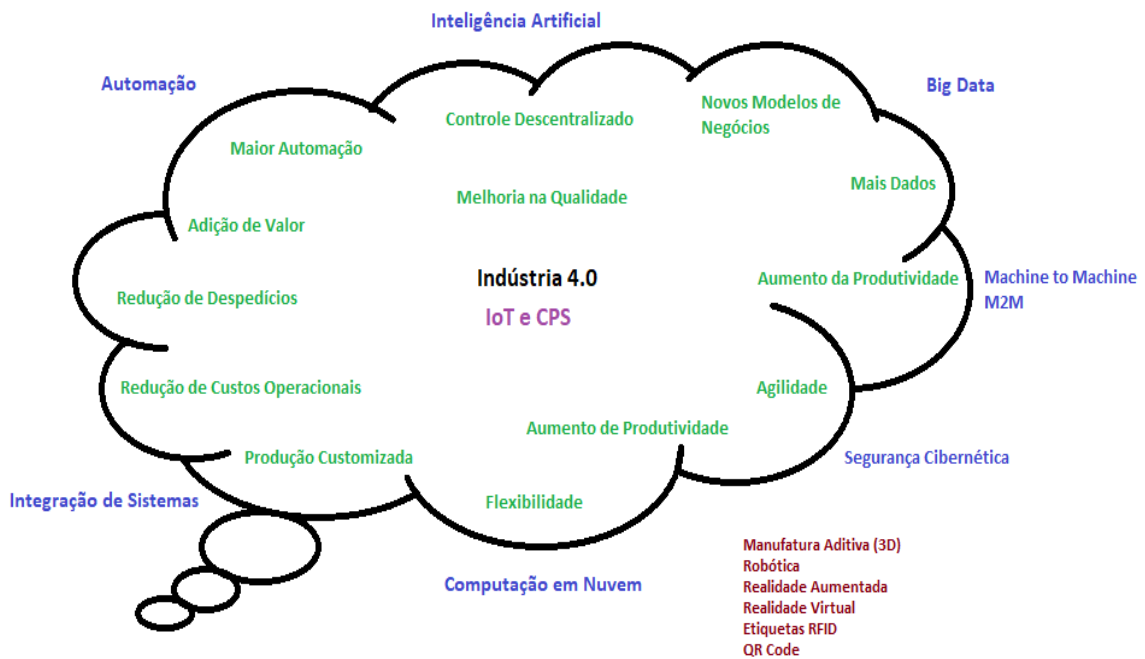 Inteligência Artificial
Automação
Big Data
Novos Modelos de
Negócios
Controle Descentralizado
Maior Automação
Mais Dados
Melhoria na Qualidade
Adição de Valor
Indústria 4.0
Aumento da Produtividade
Machine to Machine
M2M
Redução de Despedícios
IoT e CPS
Redução de Custos Operacionais
Agilidade
Aumento de Produtividade
Produção Customizada
Segurança Cibernética
Integração de Sistemas
Flexibilidade
Computação em Nuvem
Manufatura Aditiva (3D)
Robótica
Realidade Aumentada
Realidade Virtual
Etiquetas RFID
QR Code